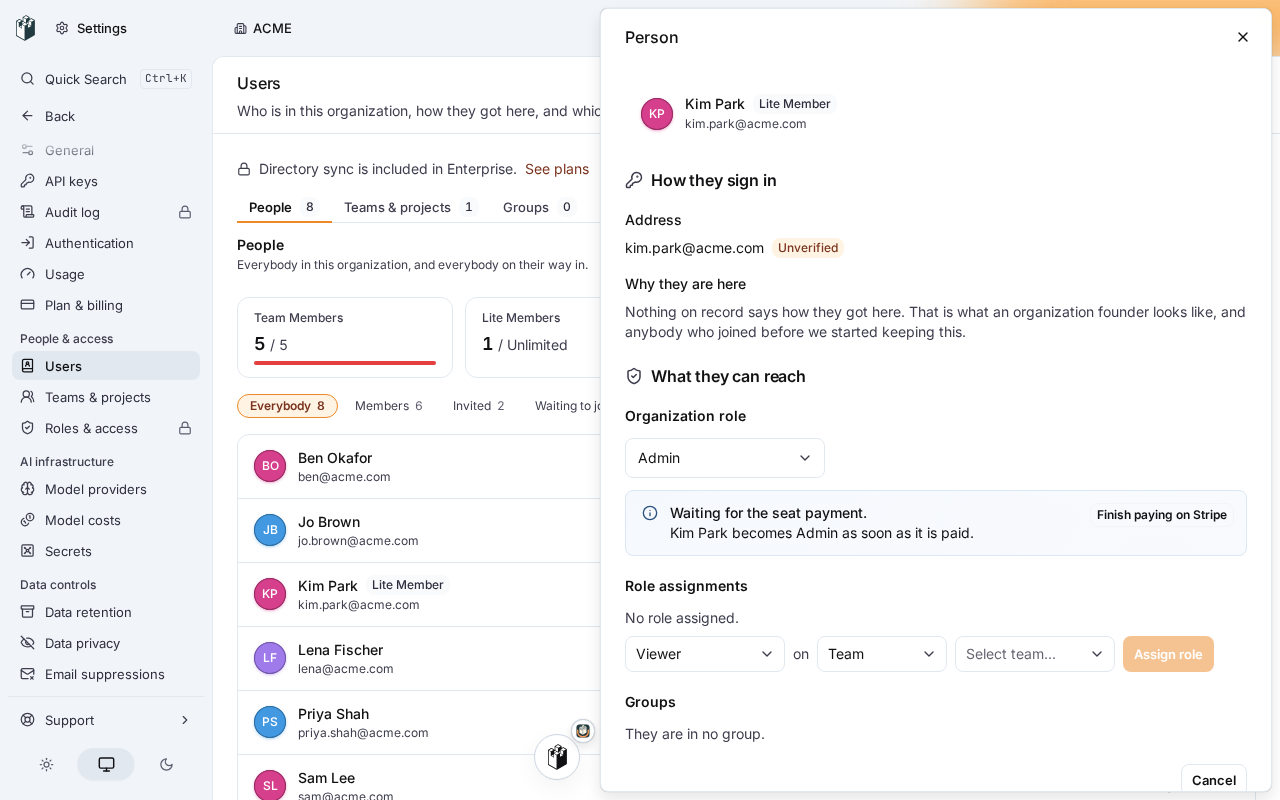 Settings
ACME
Quick Search Ctrl+K
Back
General
API keys
Audit log
Authentication
Usage
Plan & billing
People & access
Users
Teams & projects
Roles & access
AI infrastructure
Model providers
Model costs
Secrets
Data controls
Data retention
Data privacy
Email suppressions
Support
Users
Who is in this organization, how they got here, and whic
Directory sync is included in Enterprise. See plans
People 8 Teams & projects 1 Groups 0
People
Everybody in this organization, and everybody on their way in.
Team Members
5 / 5
Lite Members
1 / Unlimited
Everybody 8 Members 6 Invited 2 Waiting to jo
BO Ben Okafor
ben@acme.com
JB Jo Brown
jo.brown@acme.com
KP Kim Park Lite Member
kim.park@acme.com
LF Lena Fischer
lena@acme.com
PS Priya Shah
priya.shah@acme.com
SL Sam Lee
sam@acme.com
Person
KP Kim Park Lite Member
kim.park@acme.com
How they sign in
Address
kim.park@acme.com Unverified
Why they are here
Nothing on record says how they got here. That is what an organization founder looks like, and
anybody who joined before we started keeping this.
What they can reach
Organization role
Admin
Waiting for the seat payment.
Kim Park becomes Admin as soon as it is paid.
Finish paying on Stripe
Role assignments
No role assigned.
Viewer on Team Select team... Assign role
Groups
They are in no group.
Cancel